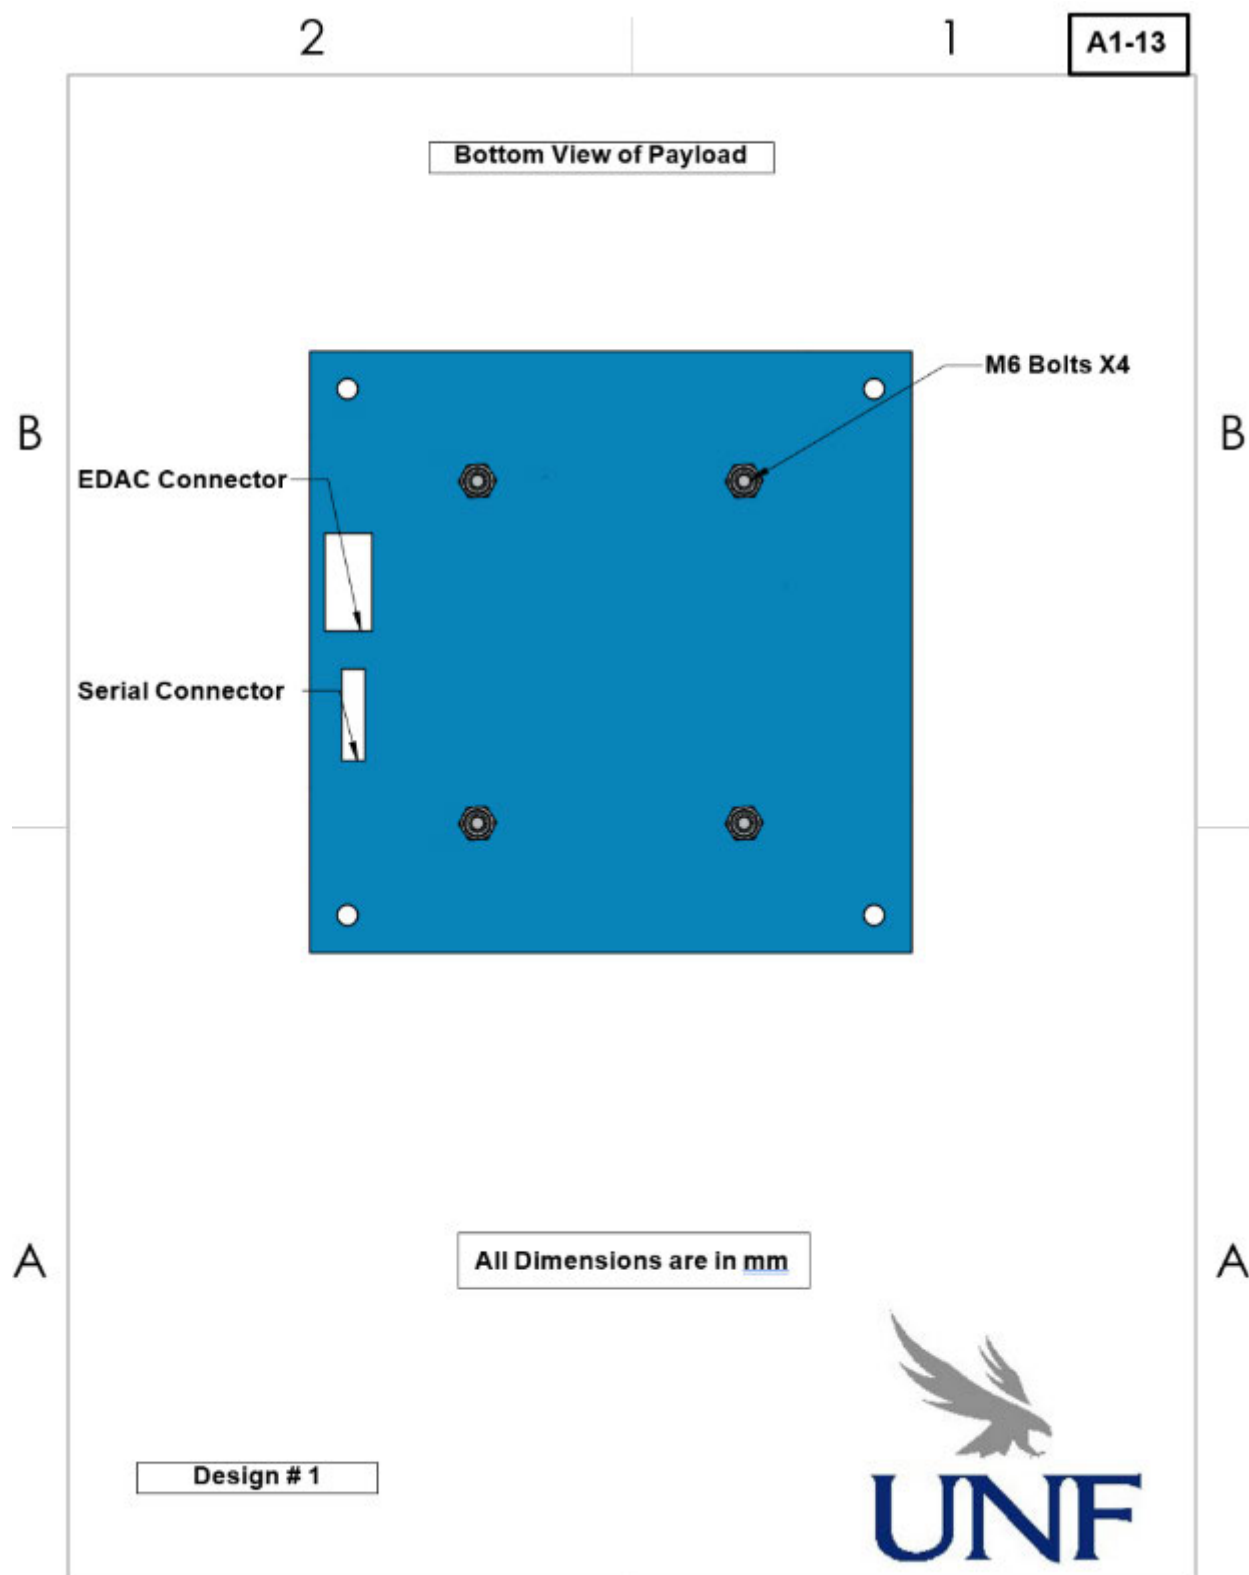 2
1
A1-13
Bottom View of Payload
M6 Bolts X4
B
B
EDAC Connector
Serial Connector
All Dimensions are in mm
A
A
Design # 1
UNF